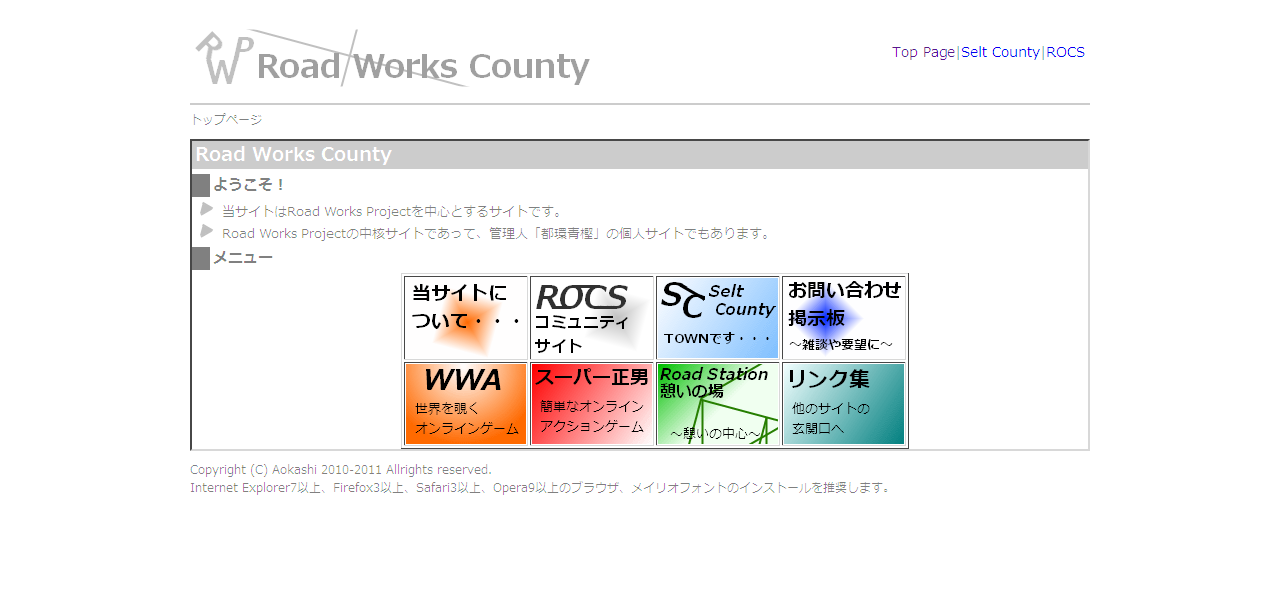 RWP Road Works County
Top Page|Selt County|ROCS
トップページ
Road Works County
ようこそ！
当サイトはRoad Works Projectを中心とするサイトです。
Road Works Projectの中核サイトであって、管理人「都環青樫」の個人サイトでもあります。
メニュー
当サイトに
ついて・・・
ROCS
コミュニティ
サイト
SC Selt
County
TOWNです・・・
お問い合わせ
掲示板
～雑談や要望に～
WWA
世界を覗く
オンラインゲーム
スーパー正男
簡単なオンライン
アクションゲーム
Road Station
憩いの場
～憩いの中心～
リンク集
他のサイトの
玄関口へ
Copyright (C) Aokashi 2010-2011 Allrights reserved.
Internet Explorer7以上、Firefox3以上、Safari3以上、Opera9以上のブラウザ、メイリオフォントのインストールを推奨します。